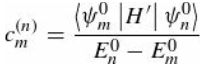 c_m^{(n)} = \frac{\langle \psi_m^0 | H' | \psi_n^0 \rangle}{E_n^0 - E_m^0}